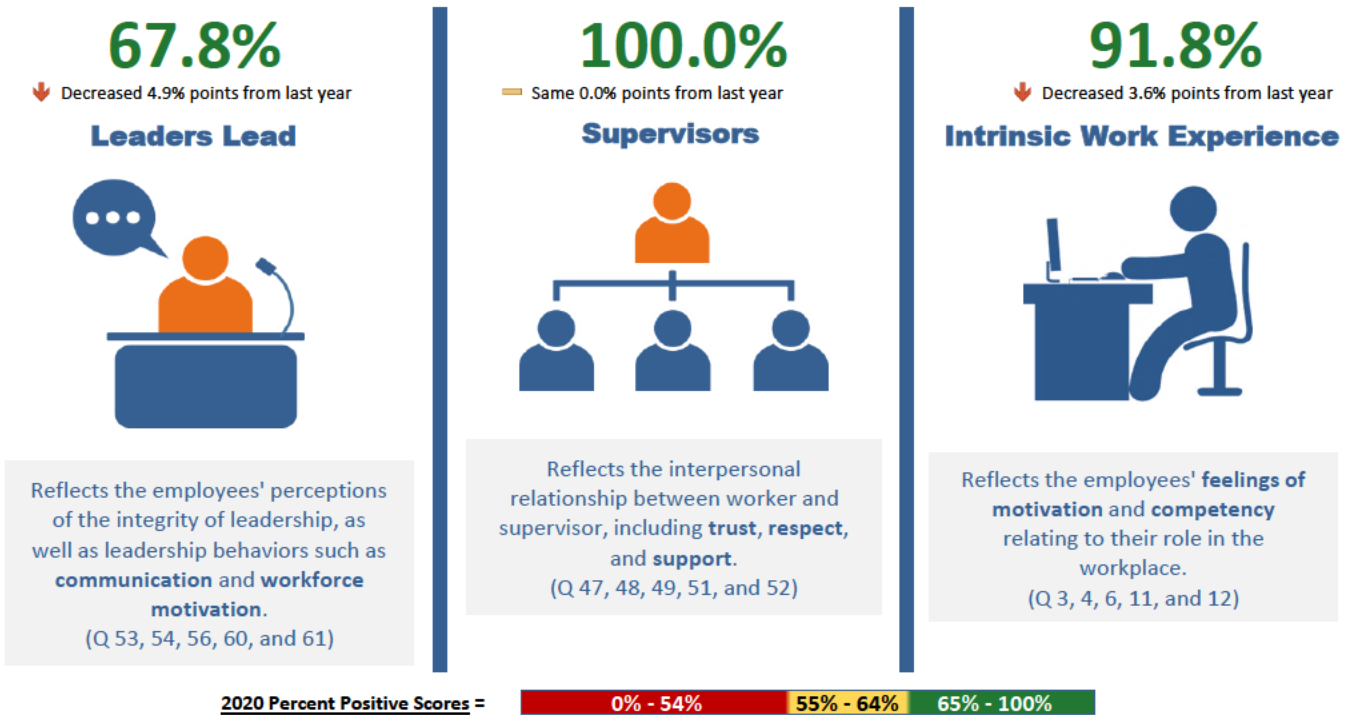 67.8%
Decreased 4.9% points from last year
Leaders Lead
Reflects the employees' perceptions
of the integrity of leadership, as
well as leadership behaviors such as
communication and workforce
motivation.
(Q 53, 54, 56, 60, and 61)
100.0%
Same 0.0% points from last year
Supervisors
Reflects the interpersonal
relationship between worker and
supervisor, including trust, respect,
and support.
(Q 47, 48, 49, 51, and 52)
91.8%
Decreased 3.6% points from last year
Intrinsic Work Experience
Reflects the employees' feelings of
motivation and competency
relating to their role in the
workplace.
(Q 3, 4, 6, 11, and 12)
2020 Percent Positive Scores = 0% - 54% 55% - 64% 65% - 100%